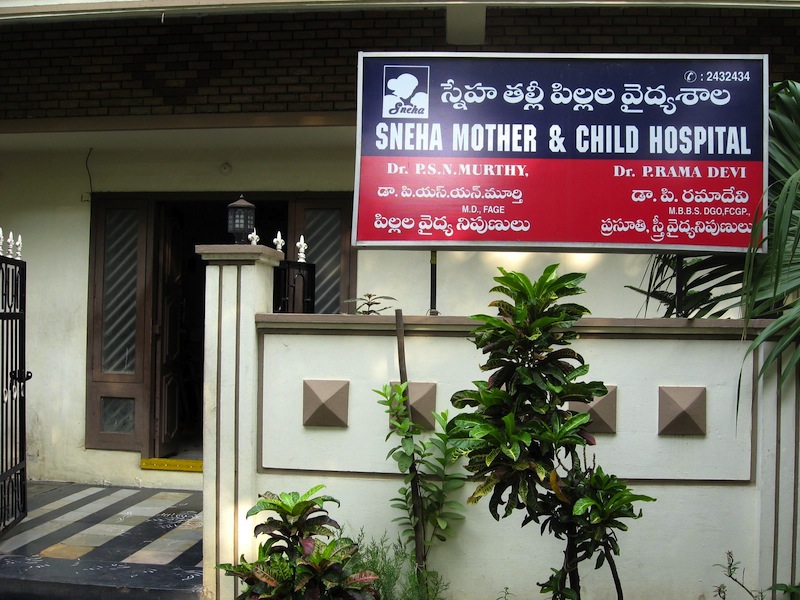 ✆ : 2432434
Sneha
స్నేహ తల్లీ పిల్లల వైద్యశాల
SNEHA MOTHER & CHILD HOSPITAL
Dr. P.S.N. MURTHY, Dr. P.RAMA DEVI
డా. పి.యస్.యన్.మూర్తి డా. పి. రమాదేవి
M.D., FAGE M.B.B.S. DGO,FCGP.,
పిల్లల వైద్య నిపుణులు ప్రసూతి, స్త్రీ వైద్యనిపుణులు